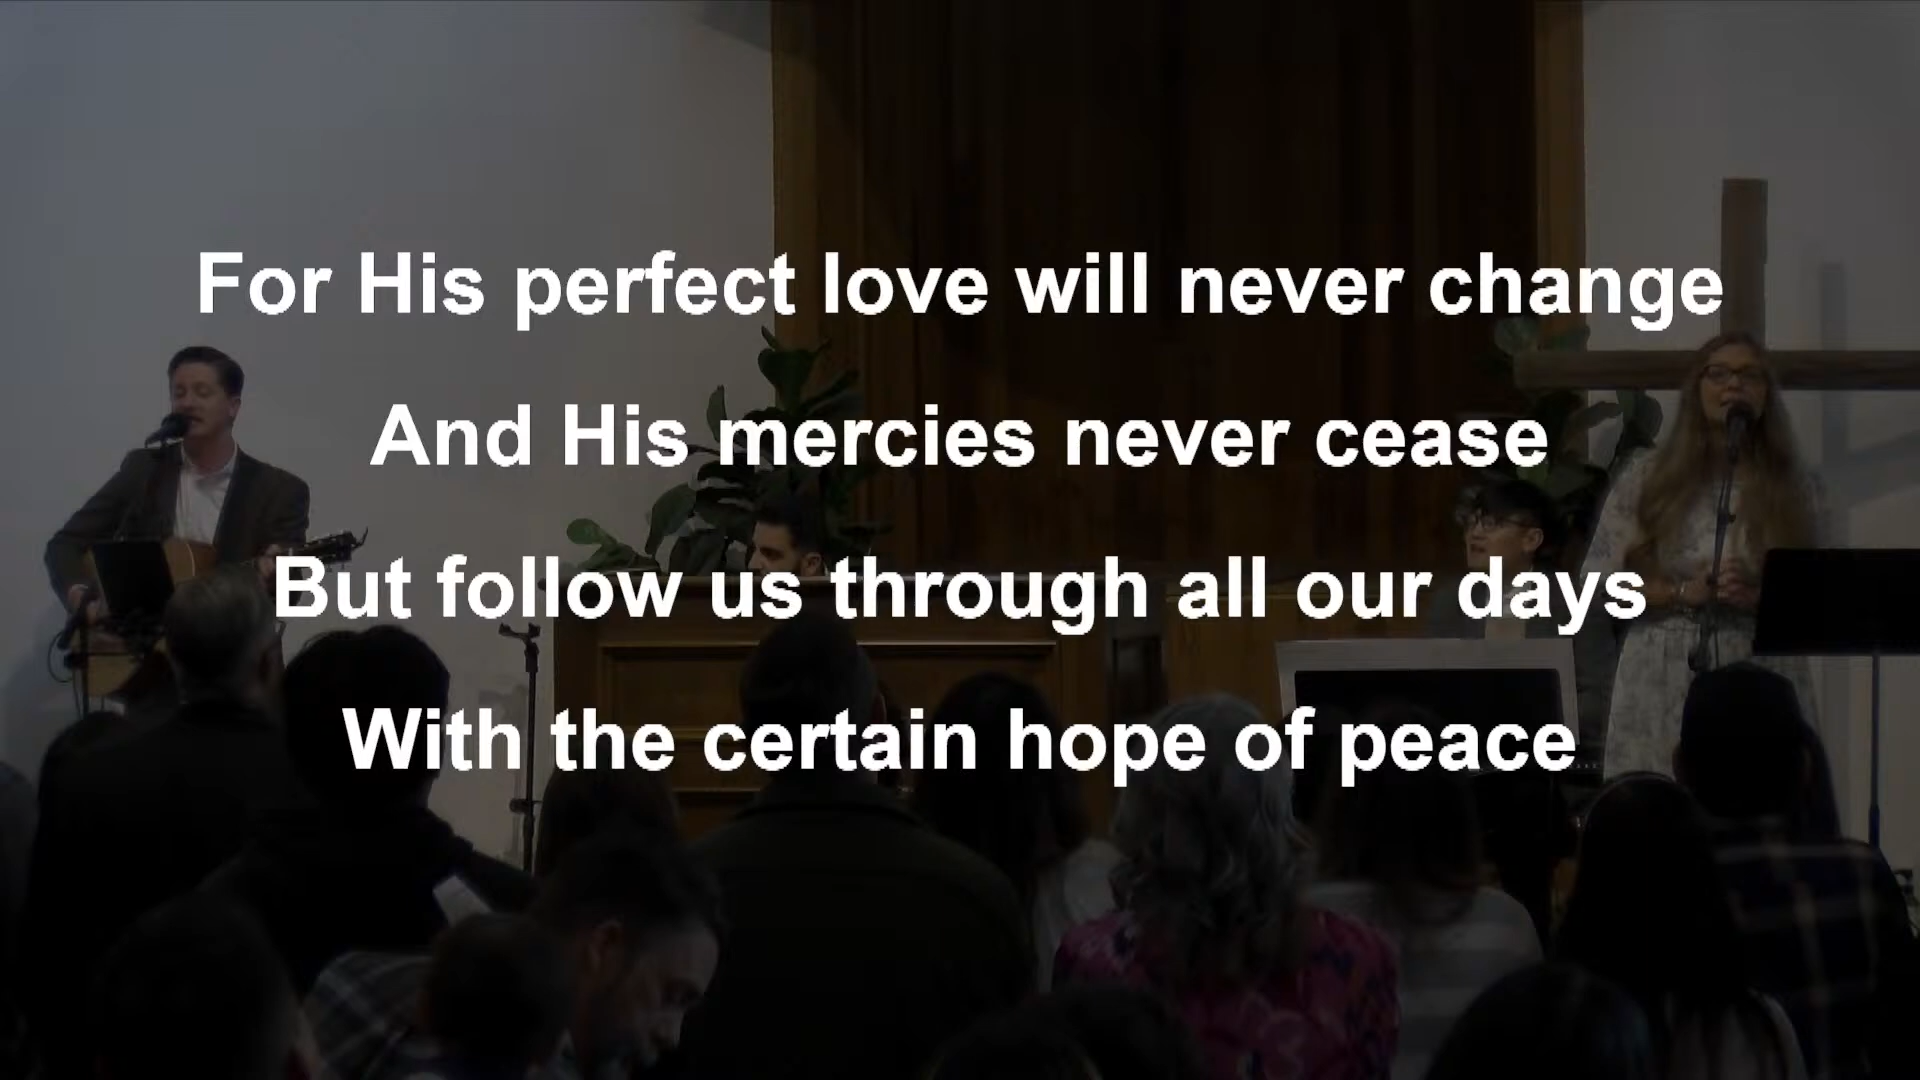 For His perfect love will never change
And His mercies never cease
But follow us through all our days
With the certain hope of peace